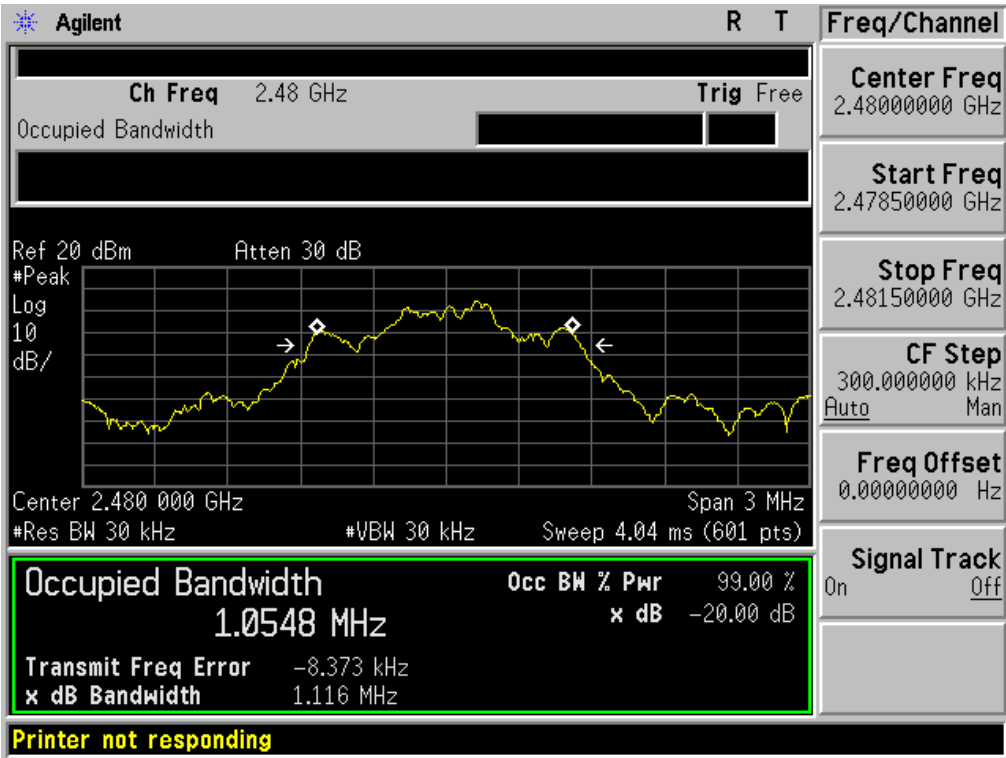 Agilent R T Freq/Channel
Ch Freq 2.48 GHz Trig Free
Occupied Bandwidth
Center Freq
2.48000000 GHz
Start Freq
2.47850000 GHz
Stop Freq
2.48150000 GHz
CF Step
300.000000 kHz
Auto Man
Freq Offset
0.00000000 Hz
Signal Track
On Off
Ref 20 dBm Atten 30 dB
#Peak
Log
10
dB/
Center 2.480 000 GHz Span 3 MHz
#Res BW 30 kHz #VBW 30 kHz Sweep 4.04 ms (601 pts)
Occupied Bandwidth Occ BW % Pwr 99.00 %
1.0548 MHz x dB -20.00 dB
Transmit Freq Error -8.373 kHz
x dB Bandwidth 1.116 MHz
Printer not responding